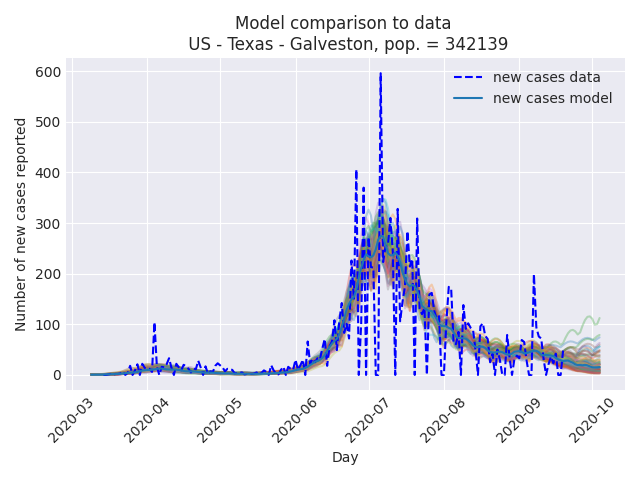 Model comparison to data
US - Texas - Galveston, pop. = 342139
new cases data
new cases model
Number of new cases reported
600
500
400
300
200
100
0
2020-03
2020-04
2020-05
2020-06
2020-07
2020-08
2020-09
2020-10
Day